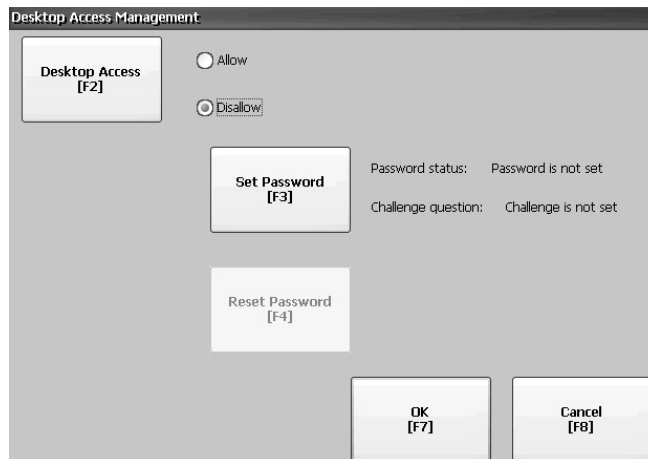 Desktop Access Management
Desktop Access
[F2]
Allow
Disallow
Set Password
[F3]
Password status: Password is not set
Challenge question: Challenge is not set
Reset Password
[F4]
OK
[F7]
Cancel
[F8]